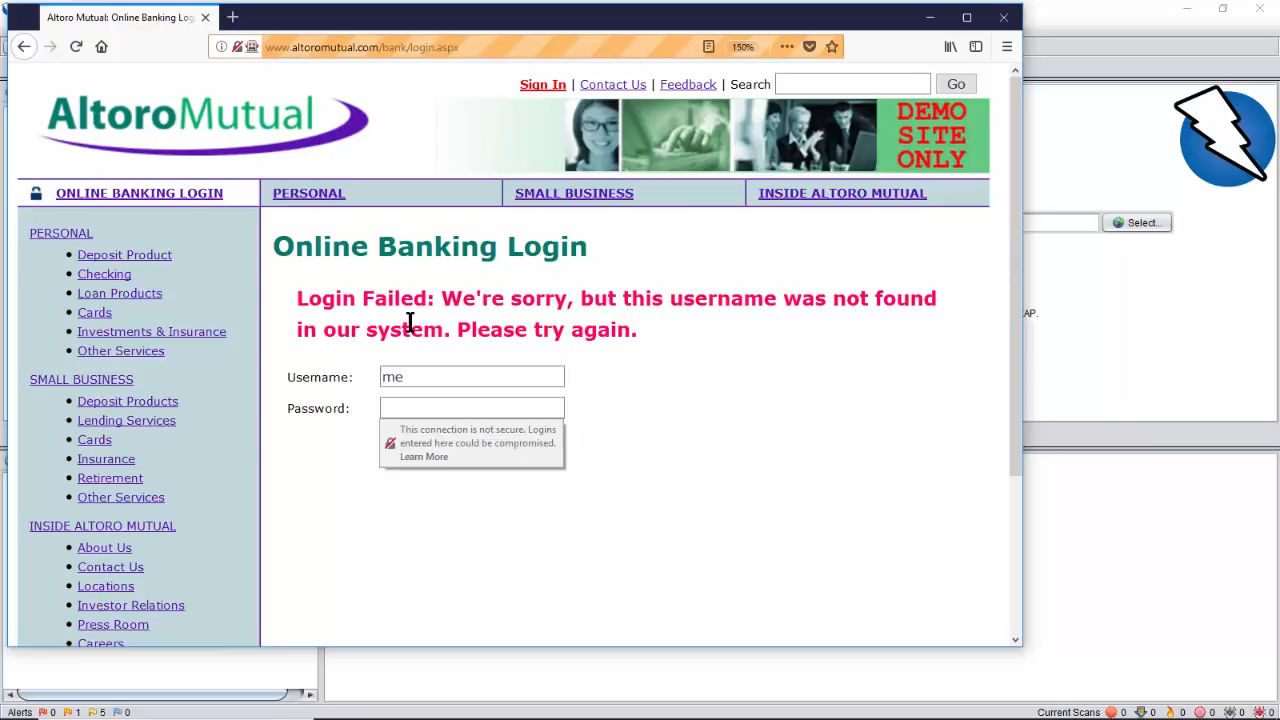 Altoro Mutual: Online Banking Log
www.altoromutual.com/bank/login.aspx
150%
Sign In | Contact Us | Feedback | Search
Go
AltoroMutual
DEMO
SITE
ONLY
ONLINE BANKING LOGIN
PERSONAL
SMALL BUSINESS
INSIDE ALTORO MUTUAL
PERSONAL
Deposit Product
Checking
Loan Products
Cards
Investments & Insurance
Other Services
SMALL BUSINESS
Deposit Products
Lending Services
Cards
Insurance
Retirement
Other Services
INSIDE ALTORO MUTUAL
About Us
Contact Us
Locations
Investor Relations
Press Room
Careers
Online Banking Login
Login Failed: We're sorry, but this username was not found
in our system. Please try again.
Username: me
Password:
This connection is not secure. Logins
entered here could be compromised.
Learn More
Select...
AP.
Alerts 0 1 5 0
Current Scans 0 0 0 0 0 0